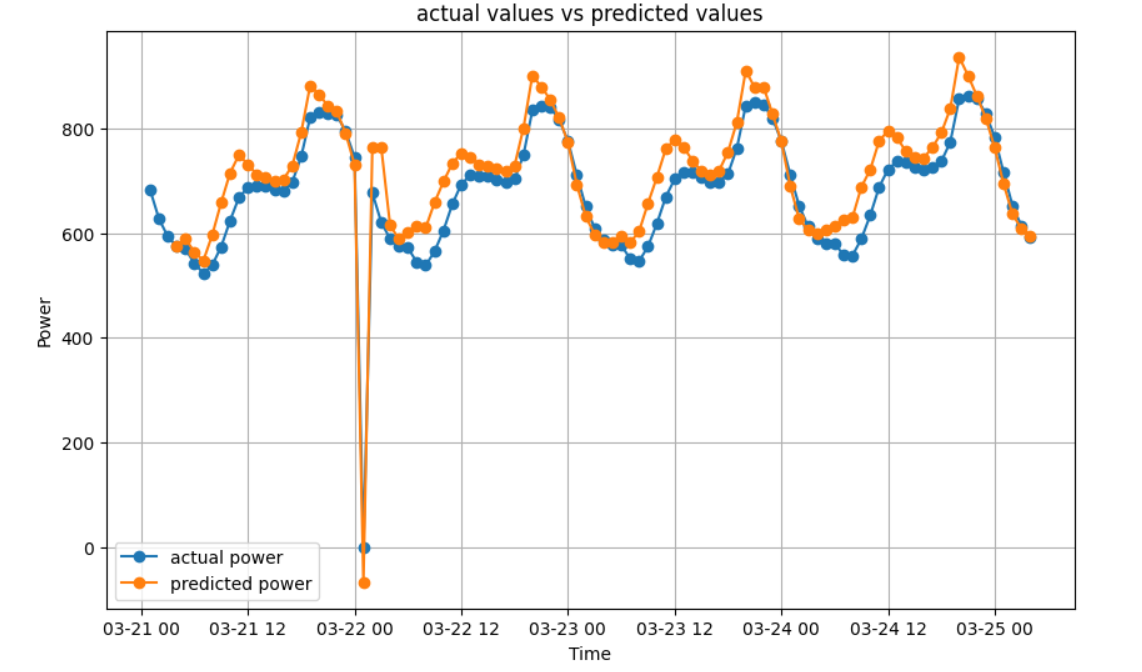 actual values vs predicted values
Power
800
600
400
200
0
actual power
predicted power
03-21 00
03-21 12
03-22 00
03-22 12
03-23 00
03-23 12
03-24 00
03-24 12
03-25 00
Time